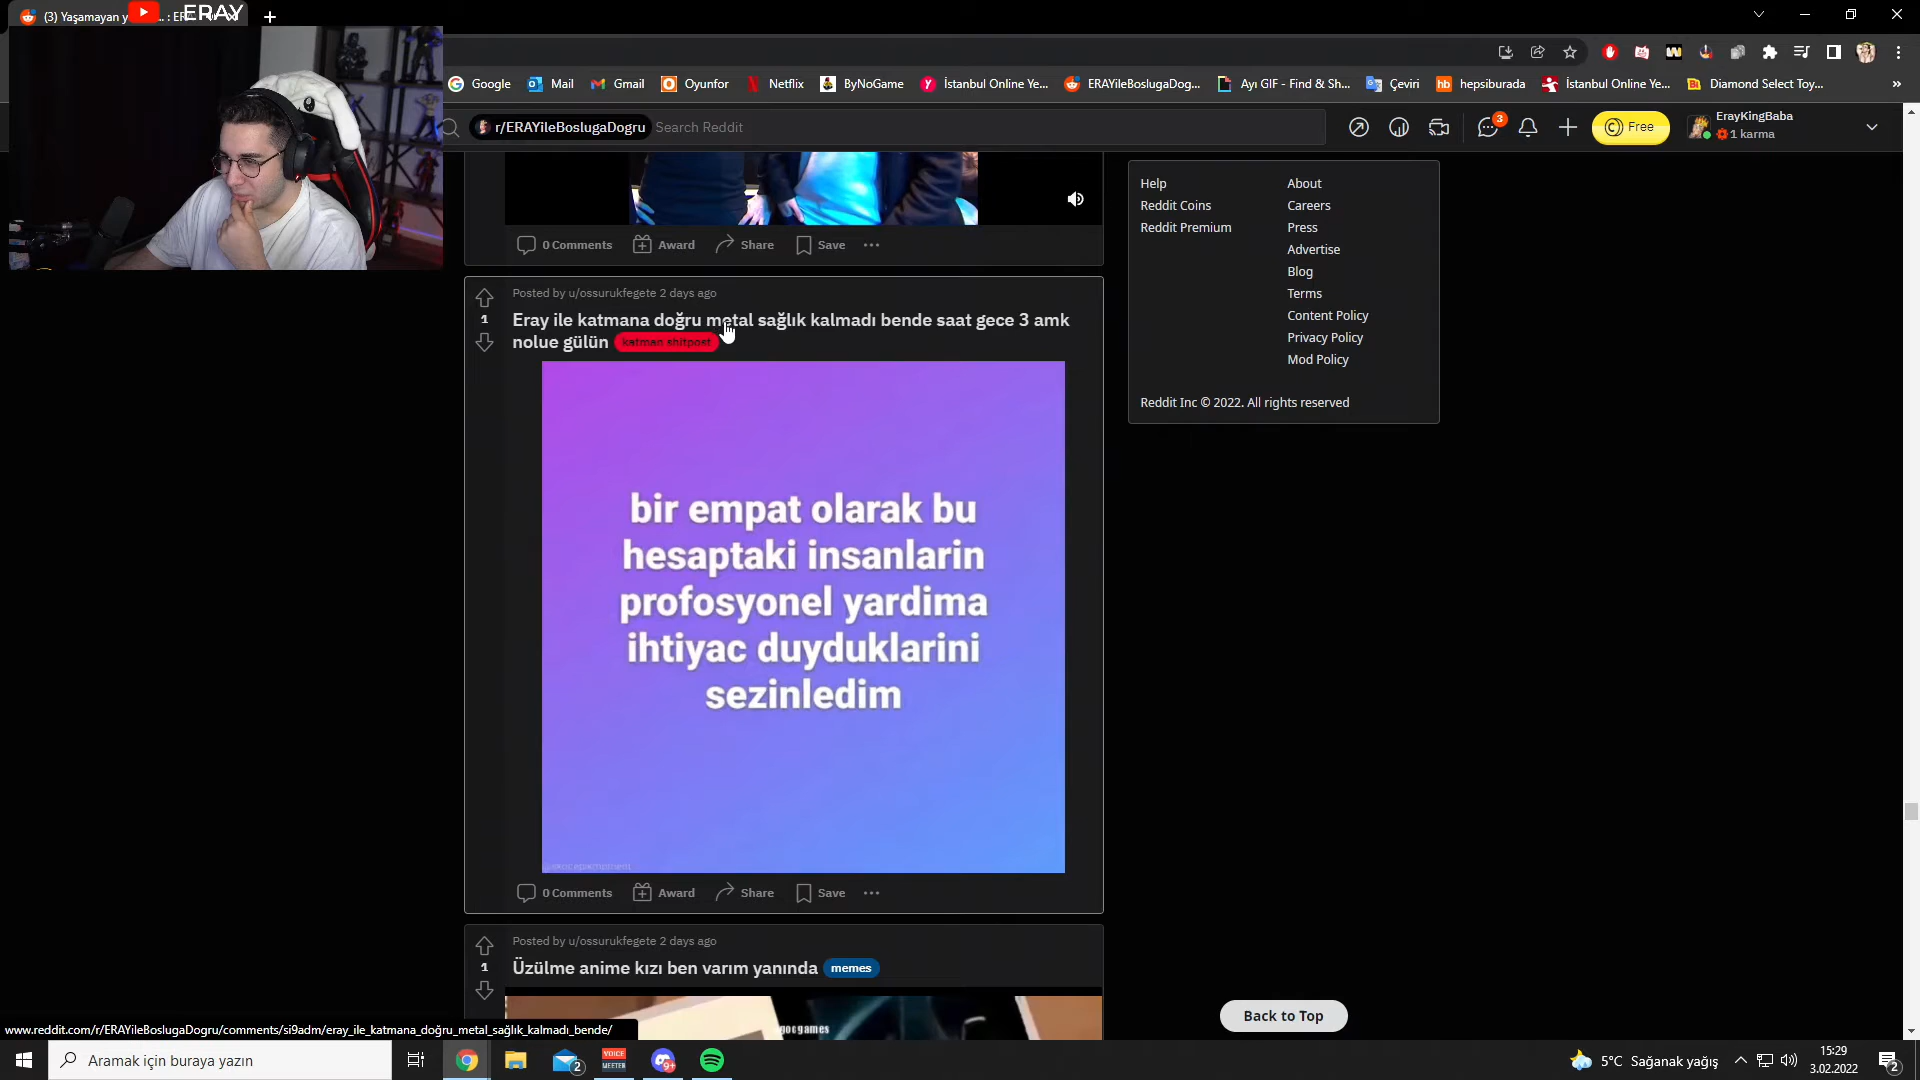 (3) Yaşamayan y
ERAY
Google
Mail
Gmail
Oyunfor
Netflix
ByNoGame
İstanbul Online Ye...
ERAYileBoslugaDog...
Ayı GIF - Find & Sh...
Çeviri
hepsiburada
İstanbul Online Ye...
Diamond Select Toy...
»
r/ERAYileBoslugaDogru
Search Reddit
3
Free
ErayKingBaba
1 karma
0 Comments
Award
Share
Save
Help
Reddit Coins
Reddit Premium
About
Careers
Press
Advertise
Blog
Terms
Content Policy
Privacy Policy
Mod Policy
Reddit Inc © 2022. All rights reserved
Posted by u/ossurukfegete 2 days ago
1
Eray ile katmana doğru metal sağlık kalmadı bende saat gece 3 amk
nolue gülün katman shitpost
bir empat olarak bu
hesaptaki insanlarin
profosyonel yardima
ihtiyac duyduklarini
sezinledim
0 Comments
Award
Share
Save
Posted by u/ossurukfegete 2 days ago
1
Üzülme anime kızı ben varım yanında memes
Back to Top
www.reddit.com/r/ERAYileBoslugaDogru/comments/si9adm/eray_ile_katmana_doğru_metal_sağlık_kalmadı_bende/
Aramak için buraya yazın
2
VOICE
MEETER
9+
5°C Sağanak yağış
15:29
3.02.2022
2